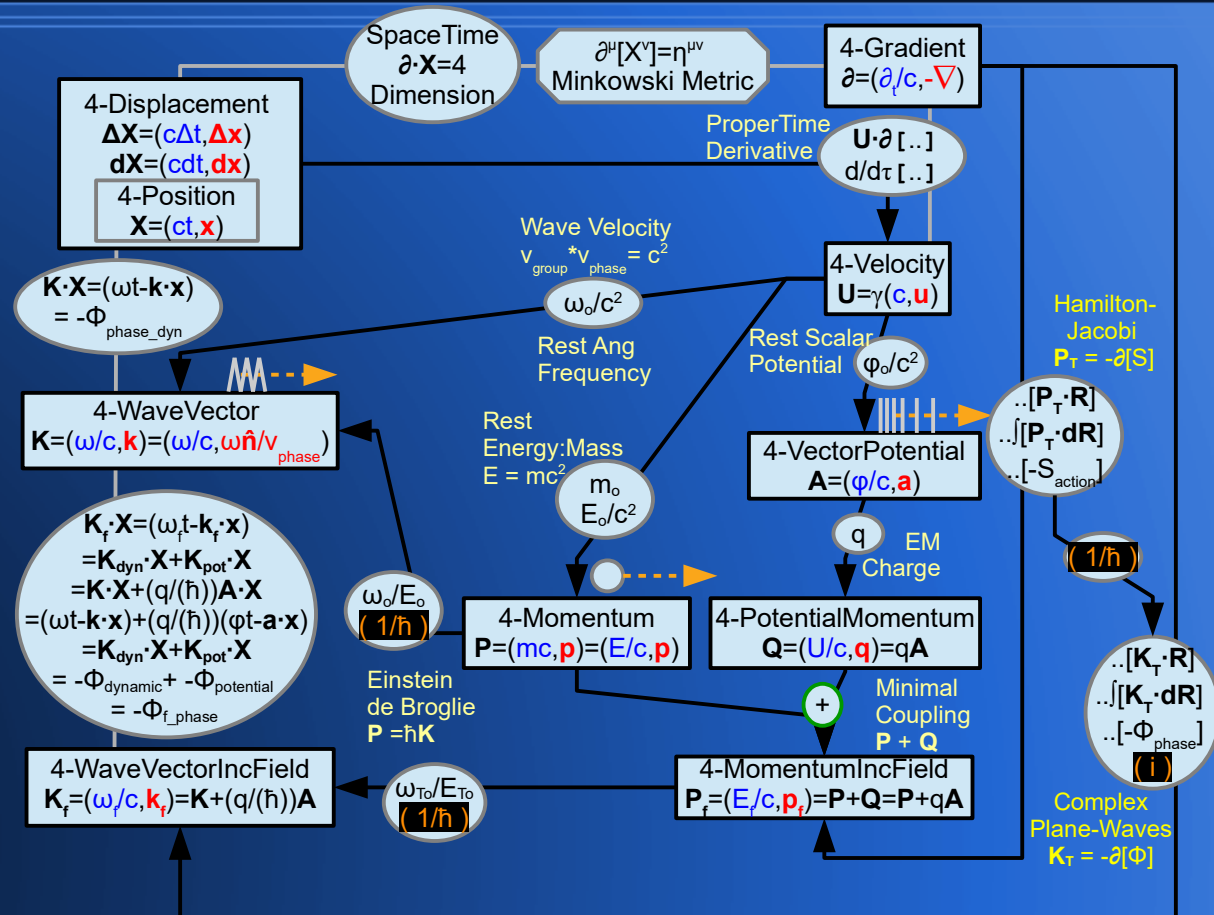 SpaceTime
∂·X=4
Dimension
∂^μ[X^ν]=η^μν
Minkowski Metric
4-Gradient
∂=(∂_t/c,-∇)
4-Displacement
ΔX=(cΔt,Δx)
dX=(cdt,dx)
4-Position
X=(ct,x)
ProperTime
Derivative
U·∂[..]
d/dτ[..]
Wave Velocity
v_group*v_phase = c²
ω_o/c²
Rest Ang
Frequency
4-Velocity
U=γ(c,u)
K·X=(ωt-k·x)
= -Φ_phase_dyn
Rest Scalar
Potential
φ_o/c²
Hamilton-
Jacobi
P_T = -∂[S]
4-WaveVector
K=(ω/c,k)=(ω/c,ωn̂/v_phase)
Rest
Energy:Mass
E = mc²
m_o
E_o/c²
4-VectorPotential
A=(φ/c,a)
..[P_T·R]
..∫[P_T·dR]
..[-S_action]
q
EM
Charge
(1/ħ)
K_f·X=(ω_f t-k_f·x)
=K_dyn·X+K_pot·X
=K·X+(q/(ħ))A·X
=(ωt-k·x)+(q/(ħ))(φt-a·x)
=K_dyn·X+K_pot·X
= -Φ_dynamic+ -Φ_potential
= -Φ_f_phase
ω_o/E_o
(1/ħ)
4-Momentum
P=(mc,p)=(E/c,p)
4-PotentialMomentum
Q=(U/c,q)=qA
Einstein
de Broglie
P =ħK
+
Minimal
Coupling
P + Q
..[K_T·R]
..∫[K_T·dR]
..[-Φ_phase]
(i)
4-WaveVectorIncField
K_f=(ω_f/c,k_f)=K+(q/(ħ))A
ω_To/E_To
(1/ħ)
4-MomentumIncField
P_f=(E_f/c,p_f)=P+Q=P+qA
Complex
Plane-Waves
K_T = -∂[Φ]